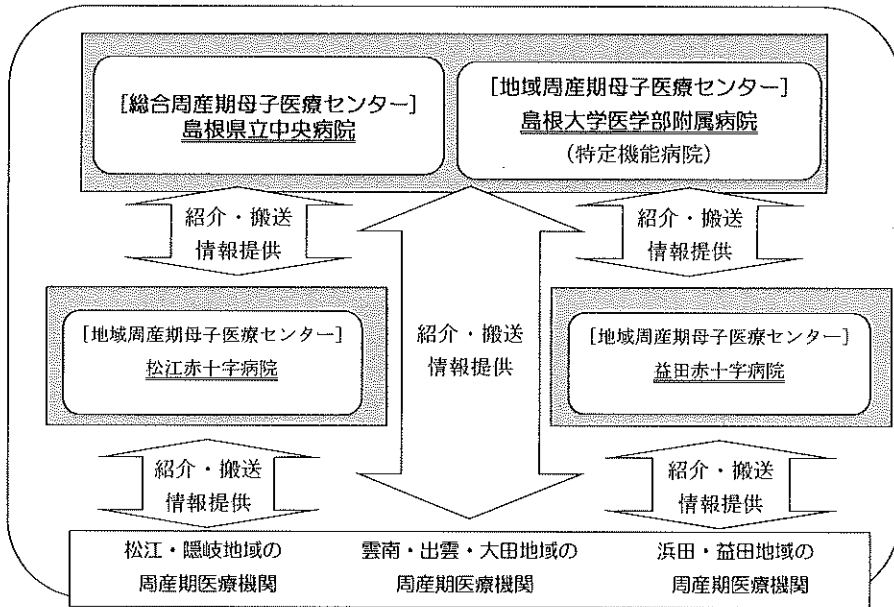 [総合周産期母子医療センター]
島根県立中央病院
[地域周産期母子医療センター]
島根大学医学部附属病院
(特定機能病院)
紹介・搬送
情報提供
紹介・搬送
情報提供
紹介・搬送
情報提供
[地域周産期母子医療センター]
松江赤十字病院
[地域周産期母子医療センター]
益田赤十字病院
紹介・搬送
情報提供
紹介・搬送
情報提供
松江・隠岐地域の
周産期医療機関
雲南・出雲・大田地域の
周産期医療機関
浜田・益田地域の
周産期医療機関